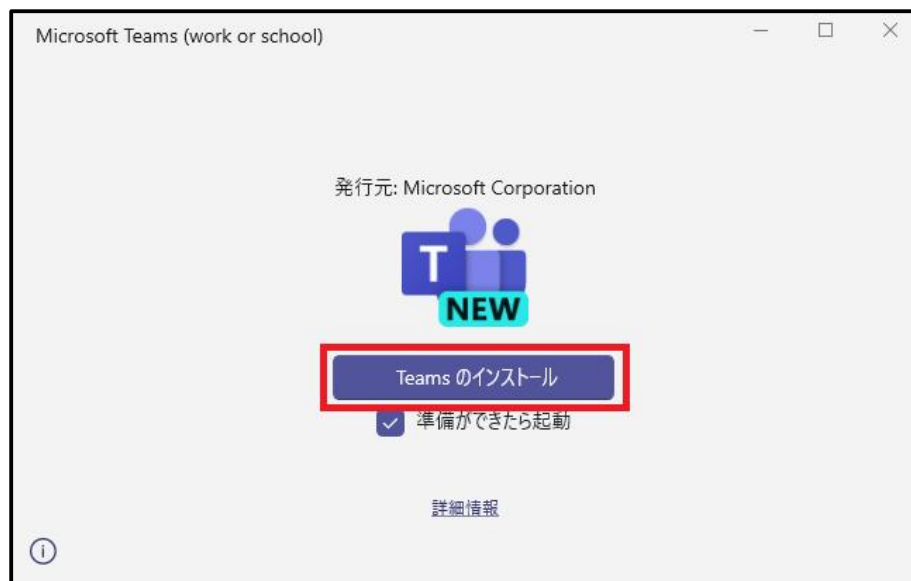 Microsoft Teams (work or school)
発行元: Microsoft Corporation
T
NEW
Teams のインストール
準備ができたら起動
詳細情報